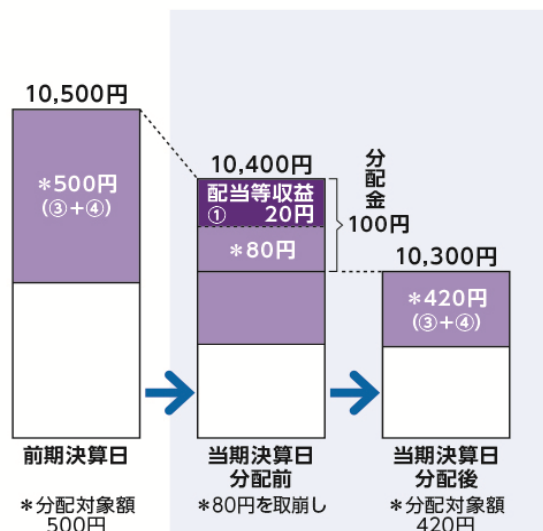 10,500円
＊500円
(③＋④)
10,400円
配当等収益
① 20円
＊80円
分配金
100円
10,300円
＊420円
(③＋④)
前期決算日
当期決算日
分配前
当期決算日
分配後
＊分配対象額
500円
＊80円を取崩し
＊分配対象額
420円